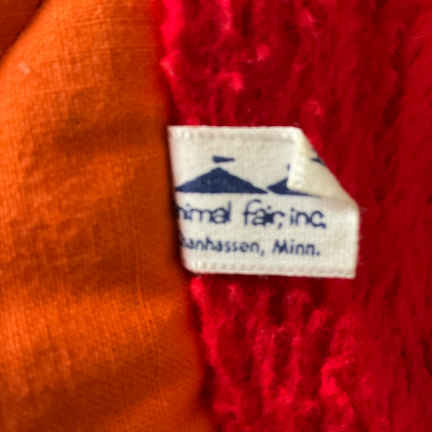 nimal fair, inc.
hanhassen, Minn.